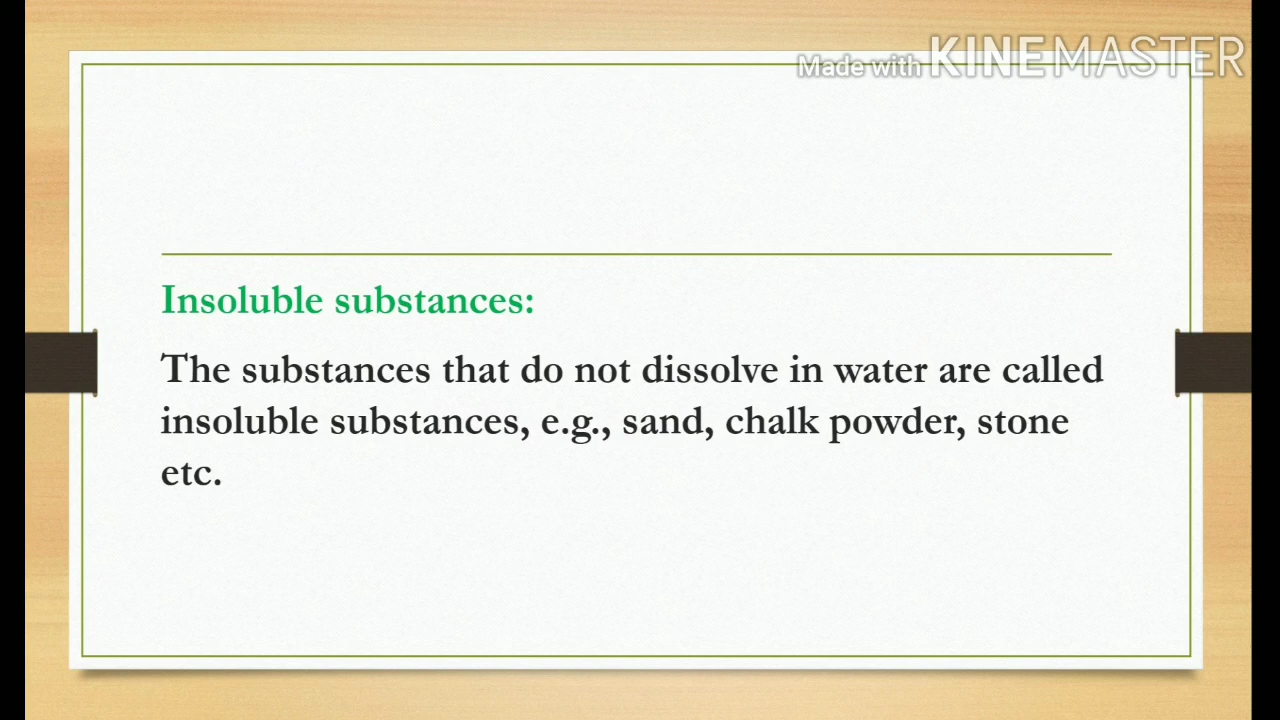 Made with KINEMASTER
Insoluble substances:
The substances that do not dissolve in water are called
insoluble substances, e.g., sand, chalk powder, stone
etc.